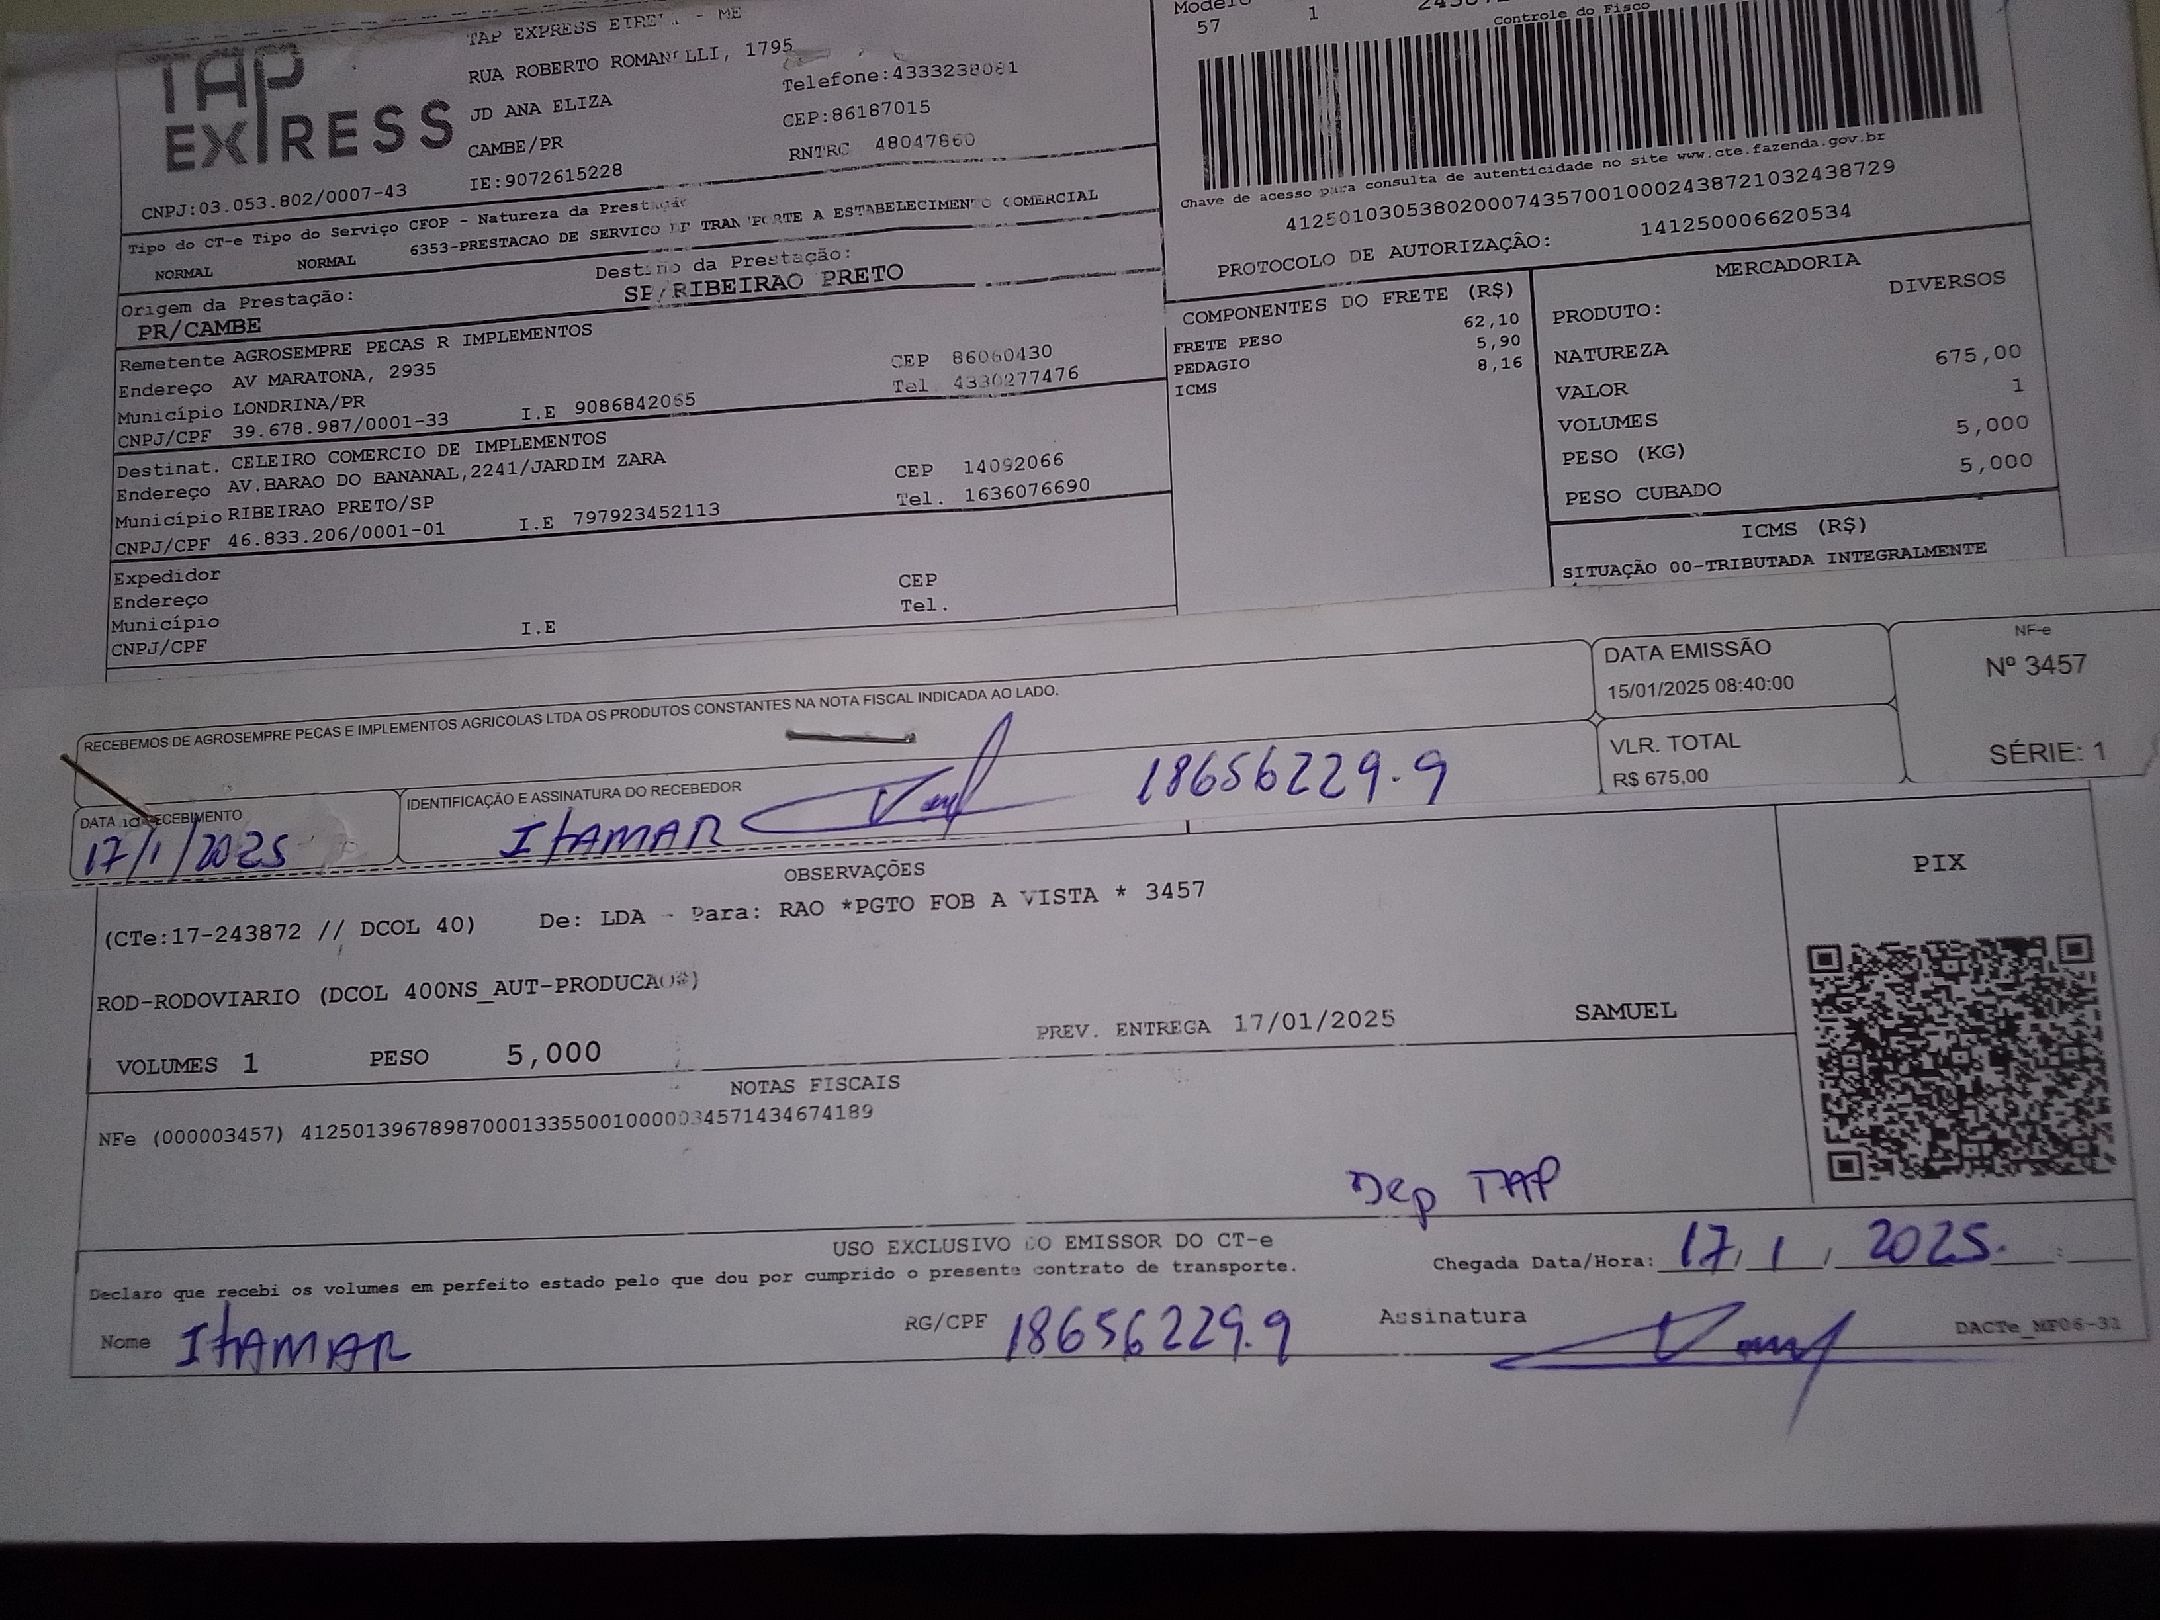 TAP EXPRESS
TAP EXPRESS - ME
RUA ROBERTO ROMANELLI, 1795
JD ANA ELIZA
CAMBE/PR
IE:9072615228
Telefone:4333238081
CEP:86187015
RNTRC 48047860
CNPJ:03.053.802/0007-43
Modelo
57 1
Controle do Fisco
Chave de acesso para consulta de autenticidade no site www.cte.fazenda.gov.br
41250103053802000743570010002438721032438729
PROTOCOLO DE AUTORIZAÇÃO: 141250006620534
Tipo do CT-e Tipo do Serviço CFOP - Natureza da Prestação
NORMAL NORMAL 6353-PRESTACAO DE SERVICO DE TRANSPORTE A ESTABELECIMENTO COMERCIAL
Origem da Prestação: Destino da Prestação:
PR/CAMBE SP/RIBEIRAO PRETO
Remetente AGROSEMPRE PECAS R IMPLEMENTOS
Endereço AV MARATONA, 2935 CEP 86060430
Município LONDRINA/PR Tel 4330277476
CNPJ/CPF 39.678.987/0001-33 I.E 9086842065
Destinat. CELEIRO COMERCIO DE IMPLEMENTOS
Endereço AV.BARAO DO BANANAL,2241/JARDIM ZARA CEP 14092066
Município RIBEIRAO PRETO/SP Tel. 1636076690
CNPJ/CPF 46.833.206/0001-01 I.E 797923452113
Expedidor
Endereço CEP
Município Tel.
CNPJ/CPF I.E
COMPONENTES DO FRETE (R$)
FRETE PESO 62,10
PEDAGIO 5,90
ICMS 8,16
MERCADORIA
PRODUTO: DIVERSOS
NATUREZA
VALOR 675,00
VOLUMES 1
PESO (KG) 5,000
PESO CUBADO 5,000
ICMS (R$)
SITUAÇÃO 00-TRIBUTADA INTEGRALMENTE
RECEBEMOS DE AGROSEMPRE PECAS E IMPLEMENTOS AGRICOLAS LTDA OS PRODUTOS CONSTANTES NA NOTA FISCAL INDICADA AO LADO.
DATA EMISSÃO
15/01/2025 08:40:00
VLR. TOTAL
R$ 675,00
NF-e
Nº 3457
SÉRIE: 1
DATA RECEBIMENTO
17/1/2025
IDENTIFICAÇÃO E ASSINATURA DO RECEBEDOR
ItAMAR 18656229.9
OBSERVAÇÕES
(CTe:17-243872 // DCOL 40) De: LDA - Para: RAO *PGTO FOB A VISTA * 3457
ROD-RODOVIARIO (DCOL 400NS_AUT-PRODUCAO#)
VOLUMES 1 PESO 5,000 PREV. ENTREGA 17/01/2025 SAMUEL
PIX
NOTAS FISCAIS
NFe (000003457) 41250139678987000133550010000034571434674189
Dep TAP
USO EXCLUSIVO DO EMISSOR DO CT-e
Declaro que recebi os volumes em perfeito estado pelo que dou por cumprido o presente contrato de transporte.
Chegada Data/Hora: 17/1/2025.
Nome ItAMAR RG/CPF 18656229.9 Assinatura